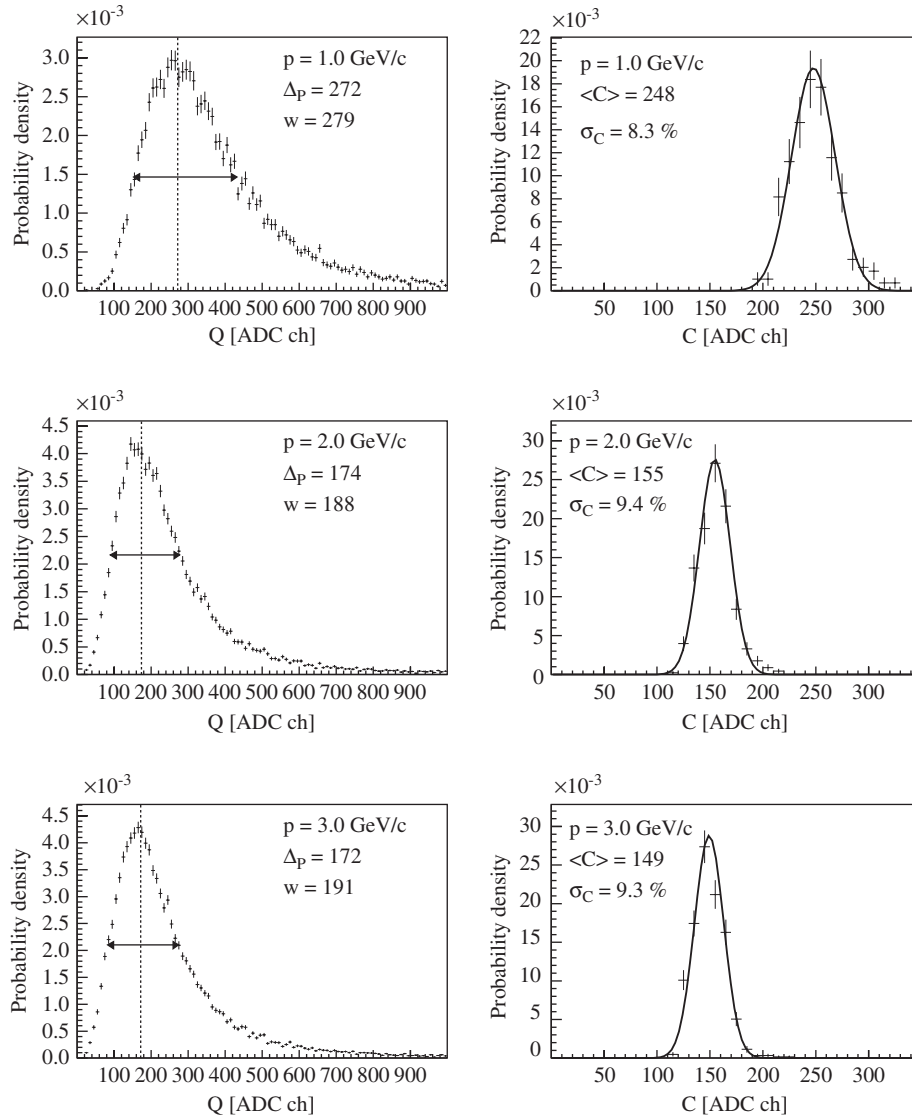 ×10⁻³
Probability density
3.0
2.5
2.0
1.5
1.0
0.5
0.0
p = 1.0 GeV/c
Δ_P = 272
w = 279
100 200 300 400 500 600 700 800 900
Q [ADC ch]
×10⁻³
Probability density
22
20
18
16
14
12
10
8
6
4
2
0
p = 1.0 GeV/c
<C> = 248
σ_C = 8.3 %
50 100 150 200 250 300
C [ADC ch]
×10⁻³
Probability density
4.5
4.0
3.5
3.0
2.5
2.0
1.5
1.0
0.5
0.0
p = 2.0 GeV/c
Δ_P = 174
w = 188
100 200 300 400 500 600 700 800 900
Q [ADC ch]
×10⁻³
Probability density
30
25
20
15
10
5
0
p = 2.0 GeV/c
<C> = 155
σ_C = 9.4 %
50 100 150 200 250 300
C [ADC ch]
×10⁻³
Probability density
4.5
4.0
3.5
3.0
2.5
2.0
1.5
1.0
0.5
0.0
p = 3.0 GeV/c
Δ_P = 172
w = 191
100 200 300 400 500 600 700 800 900
Q [ADC ch]
×10⁻³
Probability density
30
20
10
0
p = 3.0 GeV/c
<C> = 149
σ_C = 9.3 %
50 100 150 200 250 300
C [ADC ch]